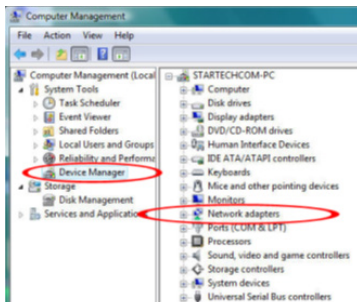 Computer Management
File Action View Help
Computer Management (Local
System Tools
Task Scheduler
Event Viewer
Shared Folders
Local Users and Groups
Reliability and Performa
Device Manager
Storage
Disk Management
Services and Application
STARTECHCOM-PC
Computer
Disk drives
Display adapters
DVD/CD-ROM drives
Human Interface Devices
IDE ATA/ATAPI controllers
Keyboards
Mice and other pointing devices
Monitors
Network adapters
Ports (COM & LPT)
Processors
Sound, video and game controllers
Storage controllers
System devices
Universal Serial Bus controllers